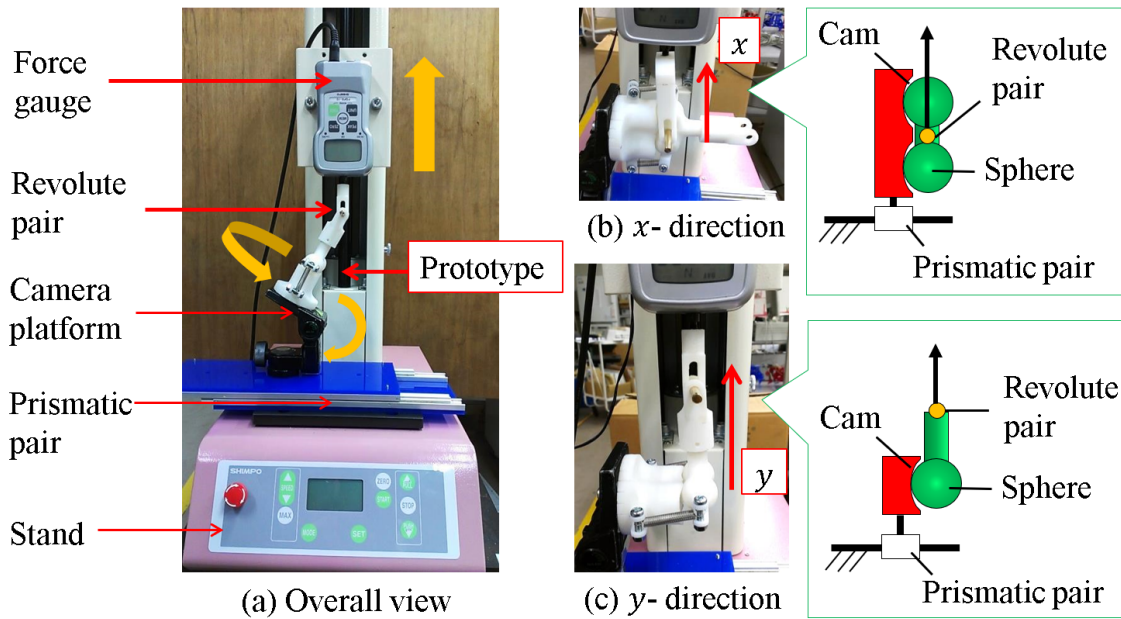 Force
gauge
Revolute
pair
Camera
platform
Prismatic
pair
Stand
Prototype
SHIMPO
MAX
MODE
SET
ZERO
START
STOP
(a) Overall view
x
(b) x- direction
N
y
(c) y- direction
Cam
Revolute
pair
Sphere
Prismatic pair
Cam
Revolute
pair
Sphere
Prismatic pair